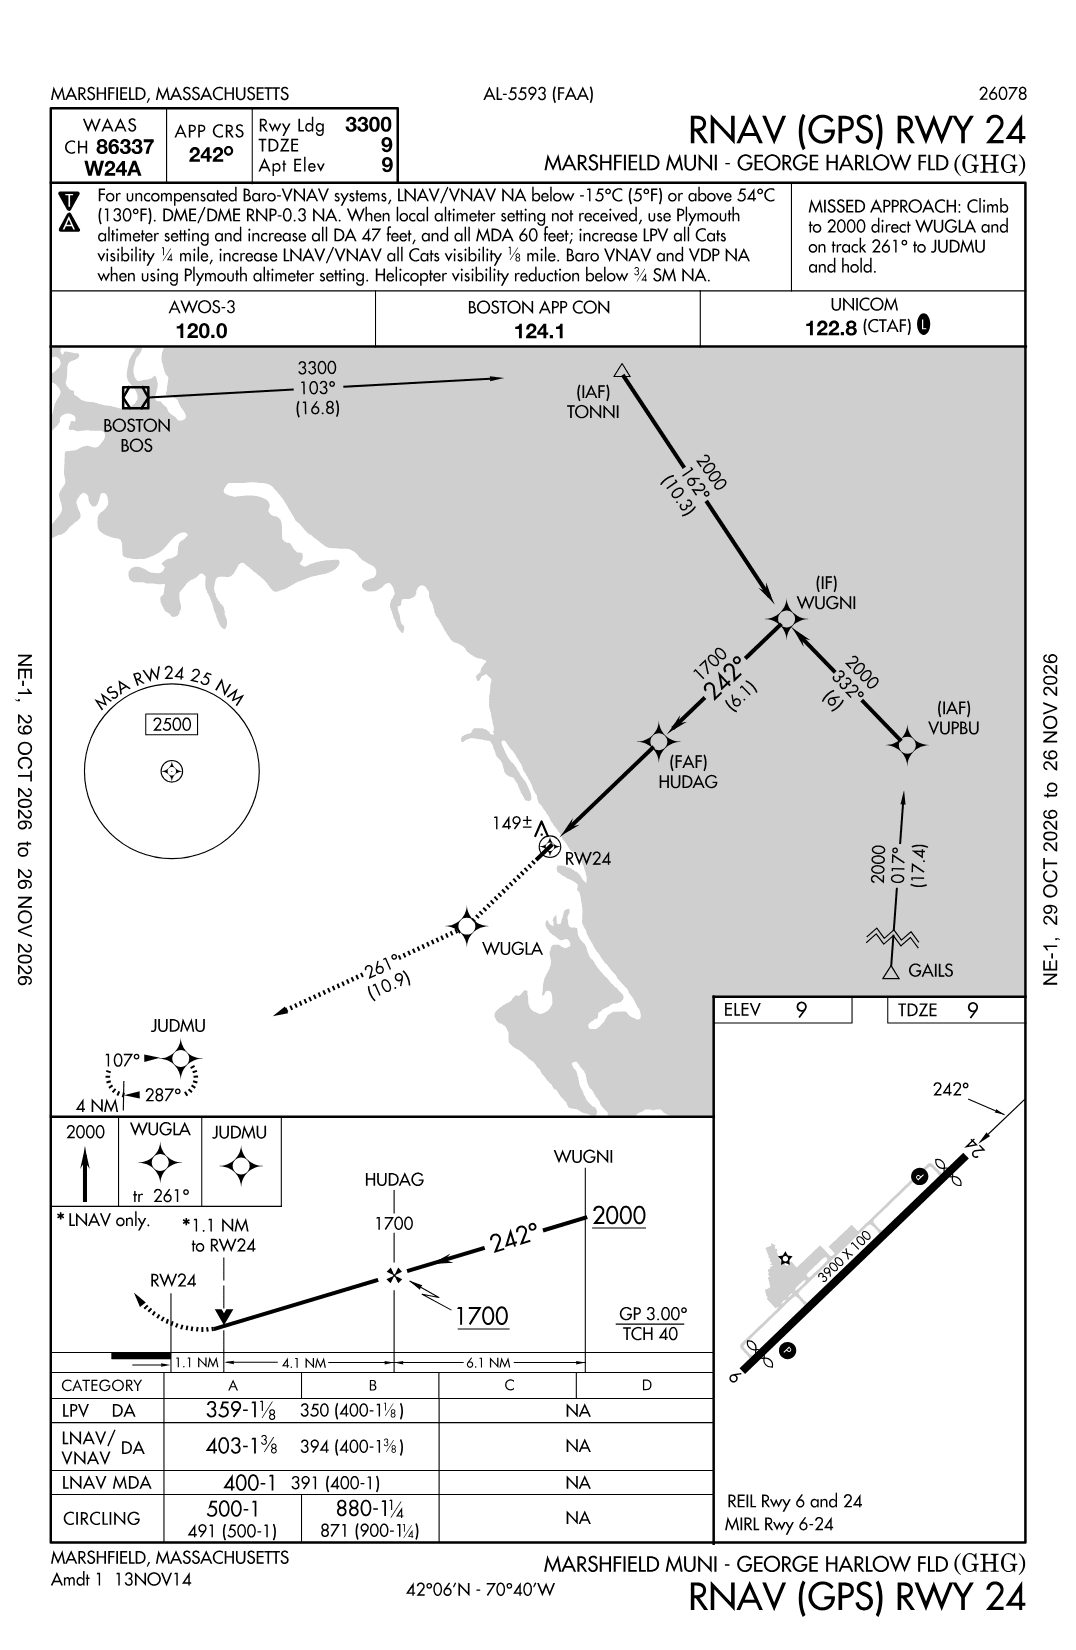 MARSHFIELD, MASSACHUSETTS
AL-5593 (FAA)
26078
WAAS
CH 86337
W24A
APP CRS
242°
Rwy Ldg 3300
TDZE 9
Apt Elev 9
RNAV (GPS) RWY 24
MARSHFIELD MUNI - GEORGE HARLOW FLD (GHG)
T
A
For uncompensated Baro-VNAV systems, LNAV/VNAV NA below -15°C (5°F) or above 54°C
(130°F). DME/DME RNP-0.3 NA. When local altimeter setting not received, use Plymouth
altimeter setting and increase all DA 47 feet, and all MDA 60 feet; increase LPV all Cats
visibility ¼ mile, increase LNAV/VNAV all Cats visibility ⅛ mile. Baro VNAV and VDP NA
when using Plymouth altimeter setting. Helicopter visibility reduction below ¾ SM NA.
MISSED APPROACH: Climb
to 2000 direct WUGLA and
on track 261° to JUDMU
and hold.
AWOS-3
120.0
BOSTON APP CON
124.1
UNICOM
122.8 (CTAF) L
BOSTON
BOS
3300
103°
(16.8)
(IAF)
TONNI
2000
162°
(10.3)
(IF)
WUGNI
1700
242°
(6.1)
2000
332°
(6)
(IAF)
VUPBU
(FAF)
HUDAG
MSA RW24 25 NM
2500
149±
RW24
2000
017°
(17.4)
GAILS
WUGLA
261°
(10.9)
JUDMU
107°
287°
4 NM
NE-1, 29 OCT 2026 to 26 NOV 2026
NE-1, 29 OCT 2026 to 26 NOV 2026
ELEV 9
TDZE 9
242°
24
P
3900 X 100
P
6
REIL Rwy 6 and 24
MIRL Rwy 6-24
2000
WUGLA
tr 261°
JUDMU
* LNAV only.
*1.1 NM
to RW24
RW24
HUDAG
1700
WUGNI
2000
242°
1700
GP 3.00°
TCH 40
1.1 NM
4.1 NM
6.1 NM
CATEGORY A B C D
LPV DA 359-1⅛ 350 (400-1⅛) NA
LNAV/
VNAV DA 403-1⅜ 394 (400-1⅜) NA
LNAV MDA 400-1 391 (400-1) NA
CIRCLING 500-1 880-1¼ NA
491 (500-1) 871 (900-1¼)
MARSHFIELD, MASSACHUSETTS
Amdt 1 13NOV14
42°06'N - 70°40'W
MARSHFIELD MUNI - GEORGE HARLOW FLD (GHG)
RNAV (GPS) RWY 24